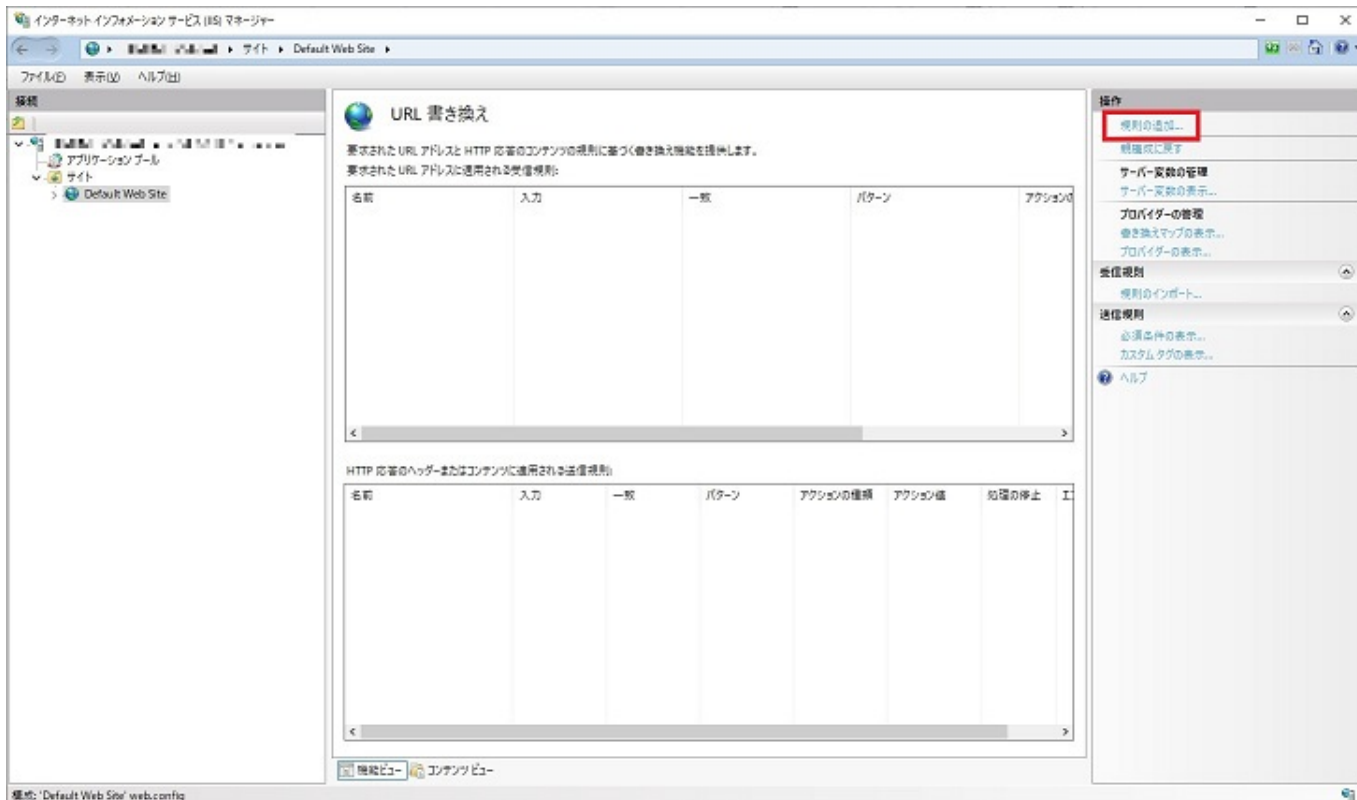 インターネット インフォメーション サービス (IIS) マネージャー
サイト
Default Web Site
ファイル(F) 表示(V) ヘルプ(H)
接続
アプリケーション プール
サイト
Default Web Site
URL 書き換え
要求された URL アドレスと HTTP 応答のコンテンツの規則に基づく書き換え機能を提供します。
要求された URL アドレスに適用される受信規則:
名前 入力 一致 パターン アクションの
HTTP 応答のヘッダーまたはコンテンツに適用される送信規則:
名前 入力 一致 パターン アクションの種類 アクション値 処理の停止 エ
機能ビュー コンテンツ ビュー
操作
規則の追加...
親構成に戻す
サーバー変数の管理
サーバー変数の表示...
プロバイダーの管理
書き換えマップの表示...
プロバイダーの表示...
受信規則
規則のインポート...
送信規則
必須条件の表示...
カスタム タグの表示...
ヘルプ
構成: 'Default Web Site' web.config